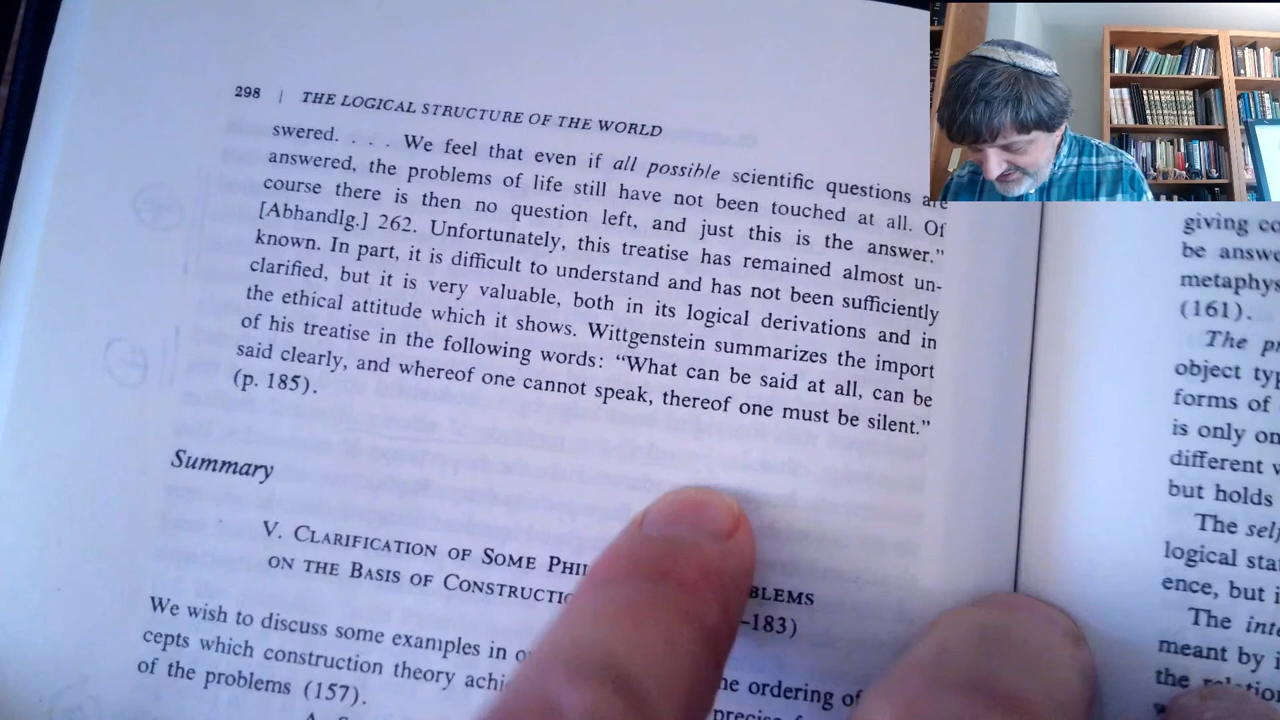 298 | THE LOGICAL STRUCTURE OF THE WORLD
swered. . . . We feel that even if all possible scientific questions are
answered, the problems of life still have not been touched at all. Of
course there is then no question left, and just this is the answer.”
[Abhandlg.] 262. Unfortunately, this treatise has remained almost un-
known. In part, it is difficult to understand and has not been sufficiently
clarified, but it is very valuable, both in its logical derivations and in
the ethical attitude which it shows. Wittgenstein summarizes the import
of his treatise in the following words: “What can be said at all, can be
said clearly, and whereof one cannot speak, thereof one must be silent.”
(p. 185).
Summary
V. CLARIFICATION OF SOME PHIL BLEMS
ON THE BASIS OF CONSTRUCTIO –183)
We wish to discuss some examples in o
cepts which construction theory achi he ordering of
of the problems (157). precise
giving co
be answe
metaphys
(161).
The pr
object typ
forms of
is only on
different w
but holds
The self
logical sta
ence, but i
The inte
meant by i
the relation